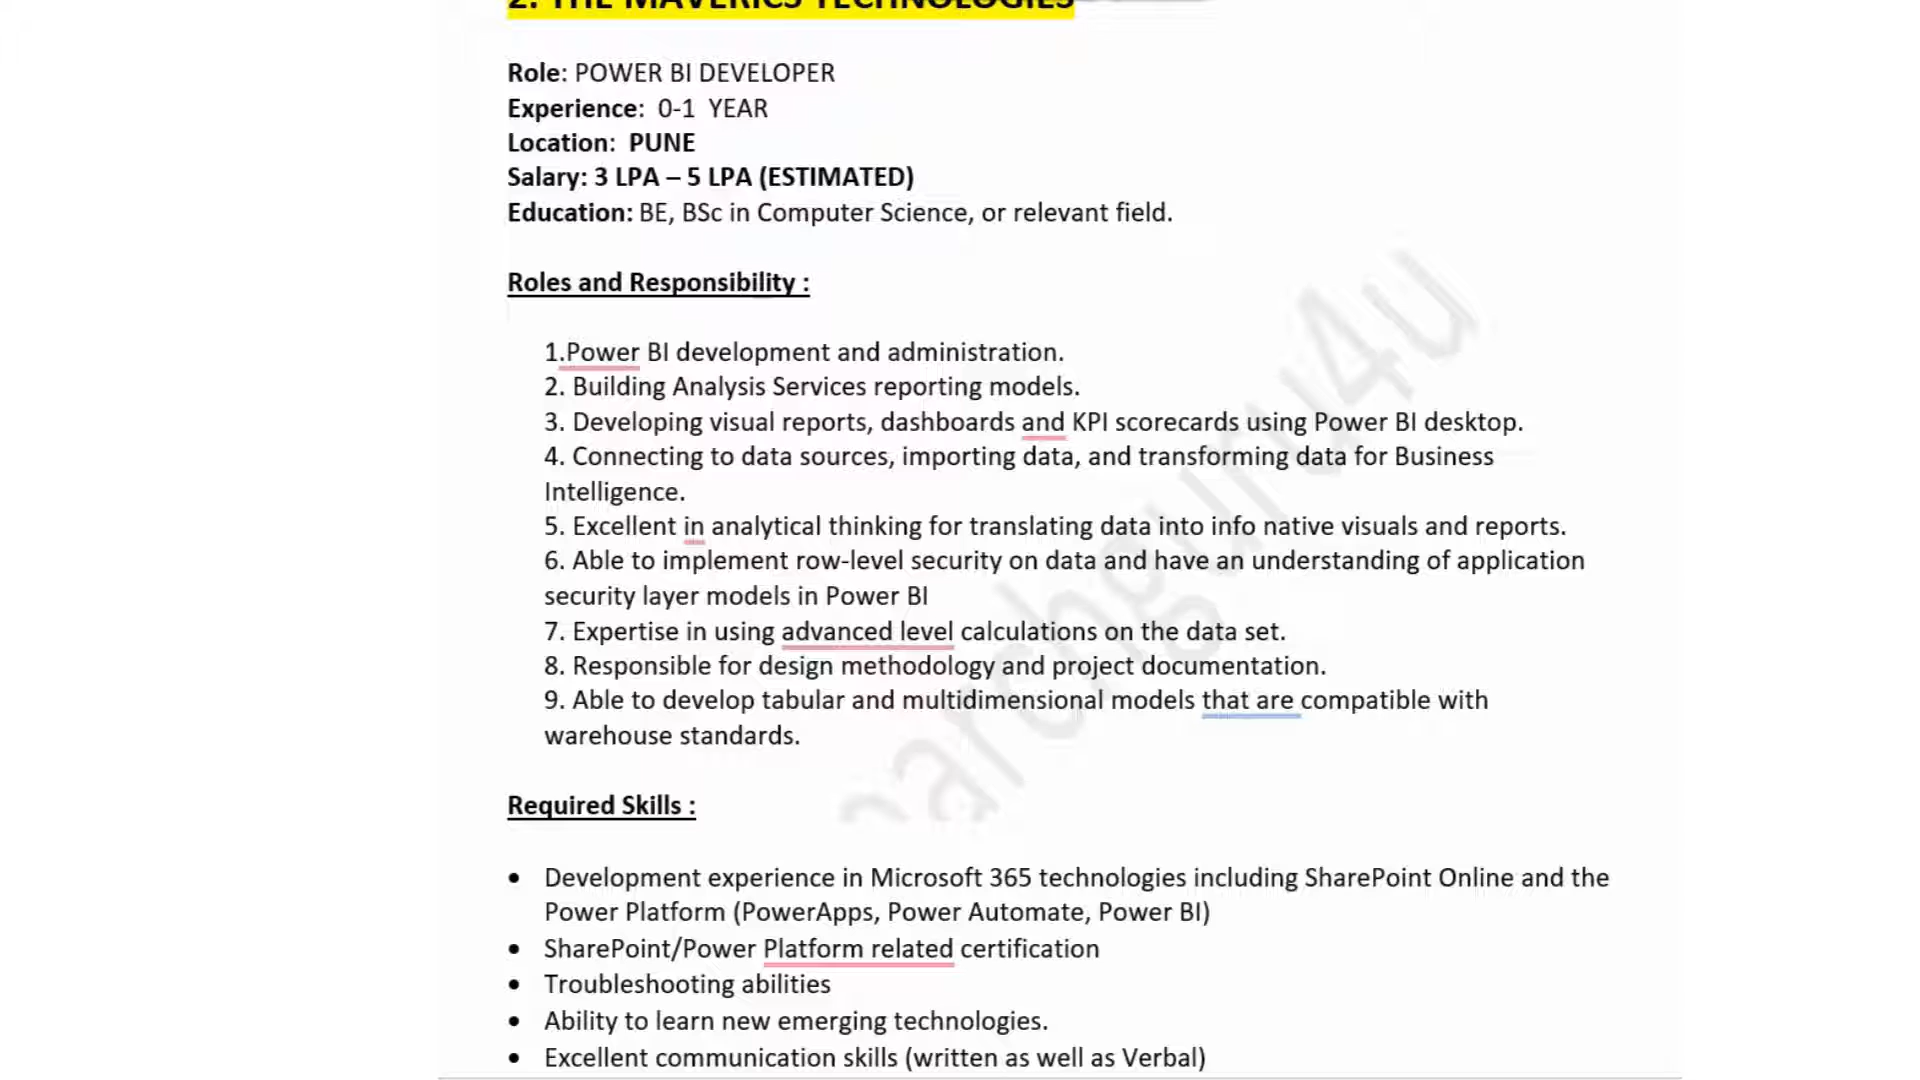 2. THE MAVERICS TECHNOLOGIES
Role: POWER BI DEVELOPER
Experience: 0-1 YEAR
Location: PUNE
Salary: 3 LPA – 5 LPA (ESTIMATED)
Education: BE, BSc in Computer Science, or relevant field.
Roles and Responsibility :
1.Power BI development and administration.
2. Building Analysis Services reporting models.
3. Developing visual reports, dashboards and KPI scorecards using Power BI desktop.
4. Connecting to data sources, importing data, and transforming data for Business
Intelligence.
5. Excellent in analytical thinking for translating data into info native visuals and reports.
6. Able to implement row-level security on data and have an understanding of application
security layer models in Power BI
7. Expertise in using advanced level calculations on the data set.
8. Responsible for design methodology and project documentation.
9. Able to develop tabular and multidimensional models that are compatible with
warehouse standards.
Required Skills :
• Development experience in Microsoft 365 technologies including SharePoint Online and the
Power Platform (PowerApps, Power Automate, Power BI)
• SharePoint/Power Platform related certification
• Troubleshooting abilities
• Ability to learn new emerging technologies.
• Excellent communication skills (written as well as Verbal)